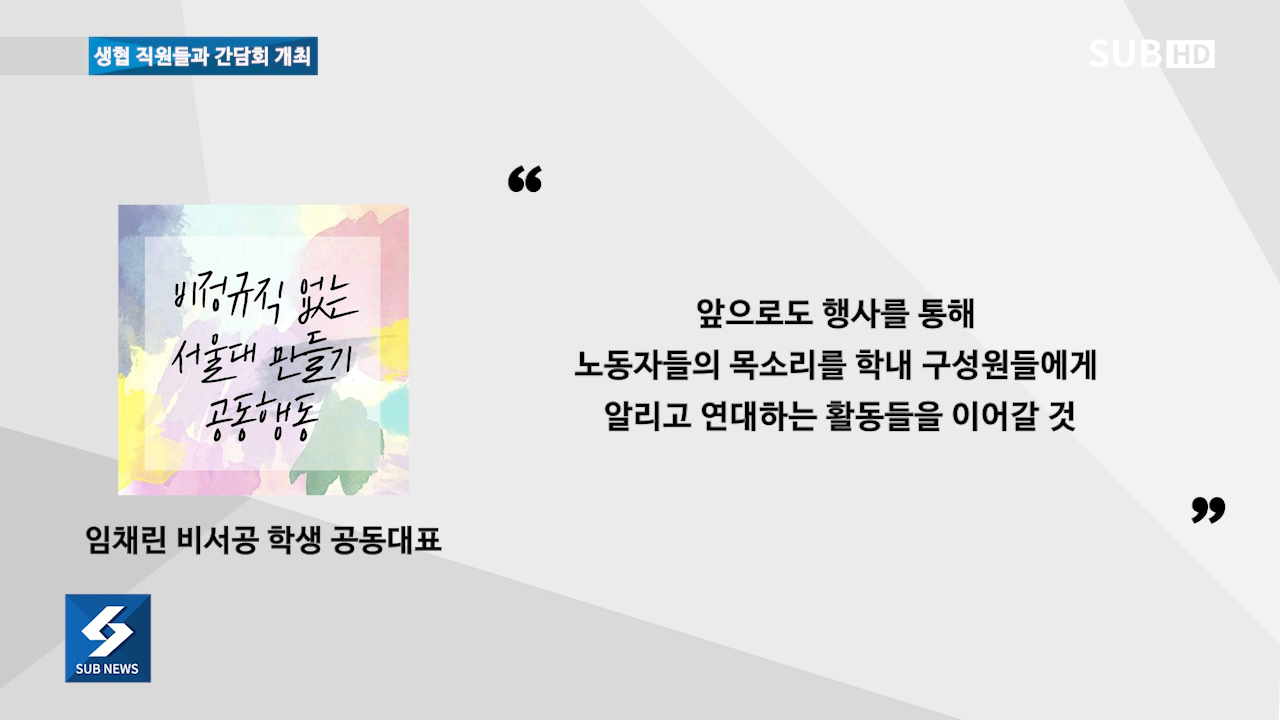 생협 직원들과 간담회 개최
SUB HD
“
비정규직 없는
서울대 만들기
공동행동
앞으로도 행사를 통해
노동자들의 목소리를 학내 구성원들에게
알리고 연대하는 활동들을 이어갈 것
”
임채린 비서공 학생 공동대표
SUB NEWS